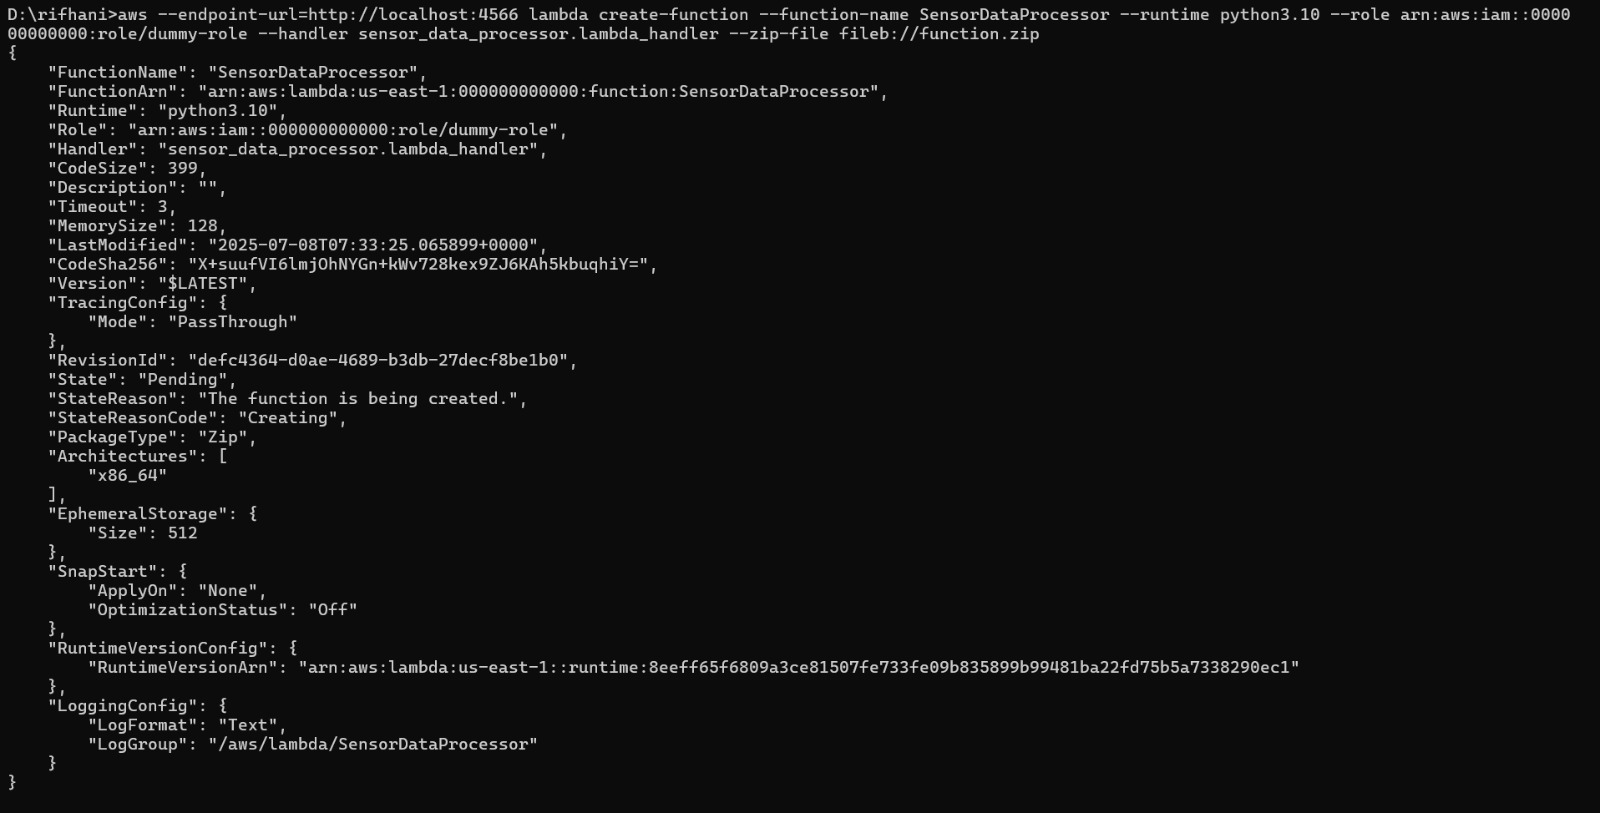 D:\rifhani>aws --endpoint-url=http://localhost:4566 lambda create-function --function-name SensorDataProcessor --runtime python3.10 --role arn:aws:iam::0000
00000000:role/dummy-role --handler sensor_data_processor.lambda_handler --zip-file fileb://function.zip
{
    "FunctionName": "SensorDataProcessor",
    "FunctionArn": "arn:aws:lambda:us-east-1:000000000000:function:SensorDataProcessor",
    "Runtime": "python3.10",
    "Role": "arn:aws:iam::000000000000:role/dummy-role",
    "Handler": "sensor_data_processor.lambda_handler",
    "CodeSize": 399,
    "Description": "",
    "Timeout": 3,
    "MemorySize": 128,
    "LastModified": "2025-07-08T07:33:25.065899+0000",
    "CodeSha256": "X+suufVI6lmjOhNYGn+kWv728kex9ZJ6KAh5kbuqhiY=",
    "Version": "$LATEST",
    "TracingConfig": {
        "Mode": "PassThrough"
    },
    "RevisionId": "defc4364-d0ae-4689-b3db-27decf8be1b0",
    "State": "Pending",
    "StateReason": "The function is being created.",
    "StateReasonCode": "Creating",
    "PackageType": "Zip",
    "Architectures": [
        "x86_64"
    ],
    "EphemeralStorage": {
        "Size": 512
    },
    "SnapStart": {
        "ApplyOn": "None",
        "OptimizationStatus": "Off"
    },
    "RuntimeVersionConfig": {
        "RuntimeVersionArn": "arn:aws:lambda:us-east-1::runtime:8eeff65f6809a3ce81507fe733fe09b835899b99481ba22fd75b5a7338290ec1"
    },
    "LoggingConfig": {
        "LogFormat": "Text",
        "LogGroup": "/aws/lambda/SensorDataProcessor"
    }
}